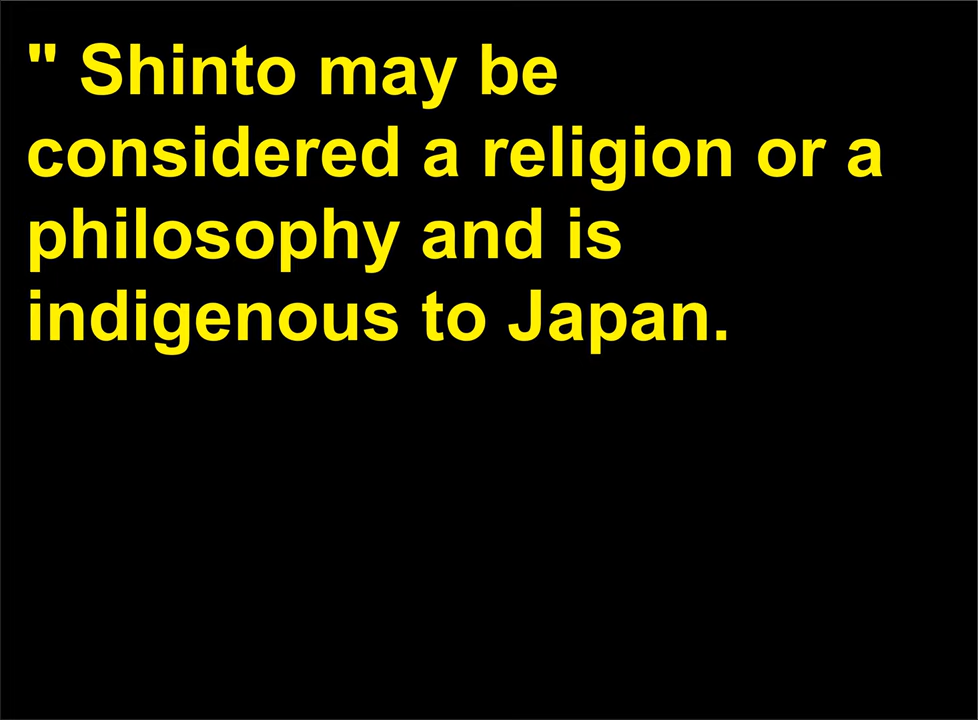 " Shinto may be
considered a religion or a
philosophy and is
indigenous to Japan.